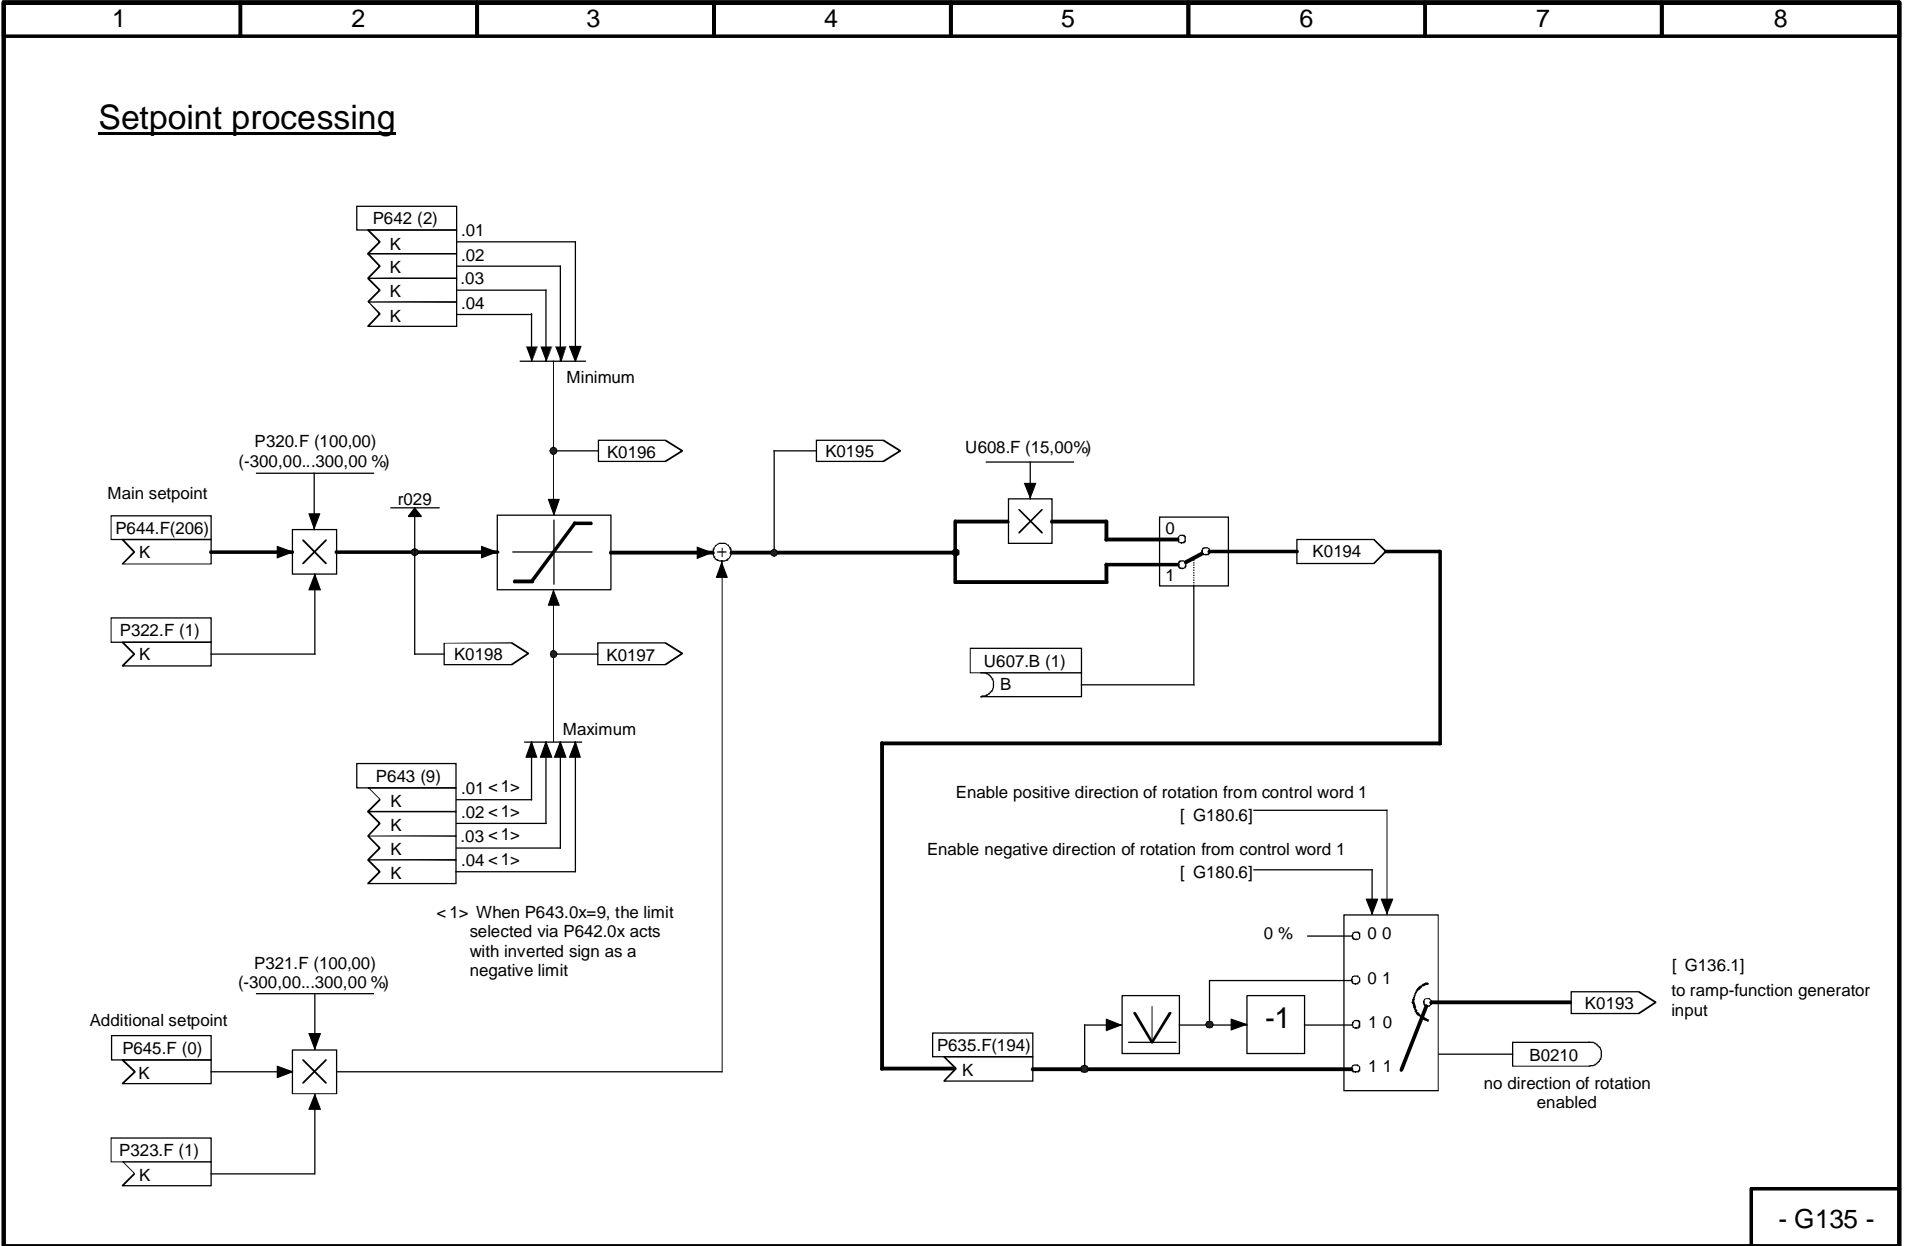 1 2 3 4 5 6 7 8
Setpoint processing
P642 (2)
K .01
K .02
K .03
K .04
Minimum
K0196
P320.F (100,00)
(-300,00...300,00 %)
Main setpoint
P644.F(206)
K
r029
P322.F (1)
K
K0198
K0197
K0195
U608.F (15,00%)
0
1
K0194
U607.B (1)
B
Maximum
P643 (9)
K .01 <1>
K .02 <1>
K .03 <1>
K .04 <1>
<1> When P643.0x=9, the limit
selected via P642.0x acts
with inverted sign as a
negative limit
P321.F (100,00)
(-300,00...300,00 %)
Additional setpoint
P645.F (0)
K
P323.F (1)
K
Enable positive direction of rotation from control word 1
[ G180.6]
Enable negative direction of rotation from control word 1
[ G180.6]
0 %
0 0
0 1
1 0
1 1
-1
P635.F(194)
K
K0193
[ G136.1]
to ramp-function generator
input
B0210
no direction of rotation
enabled
- G135 -